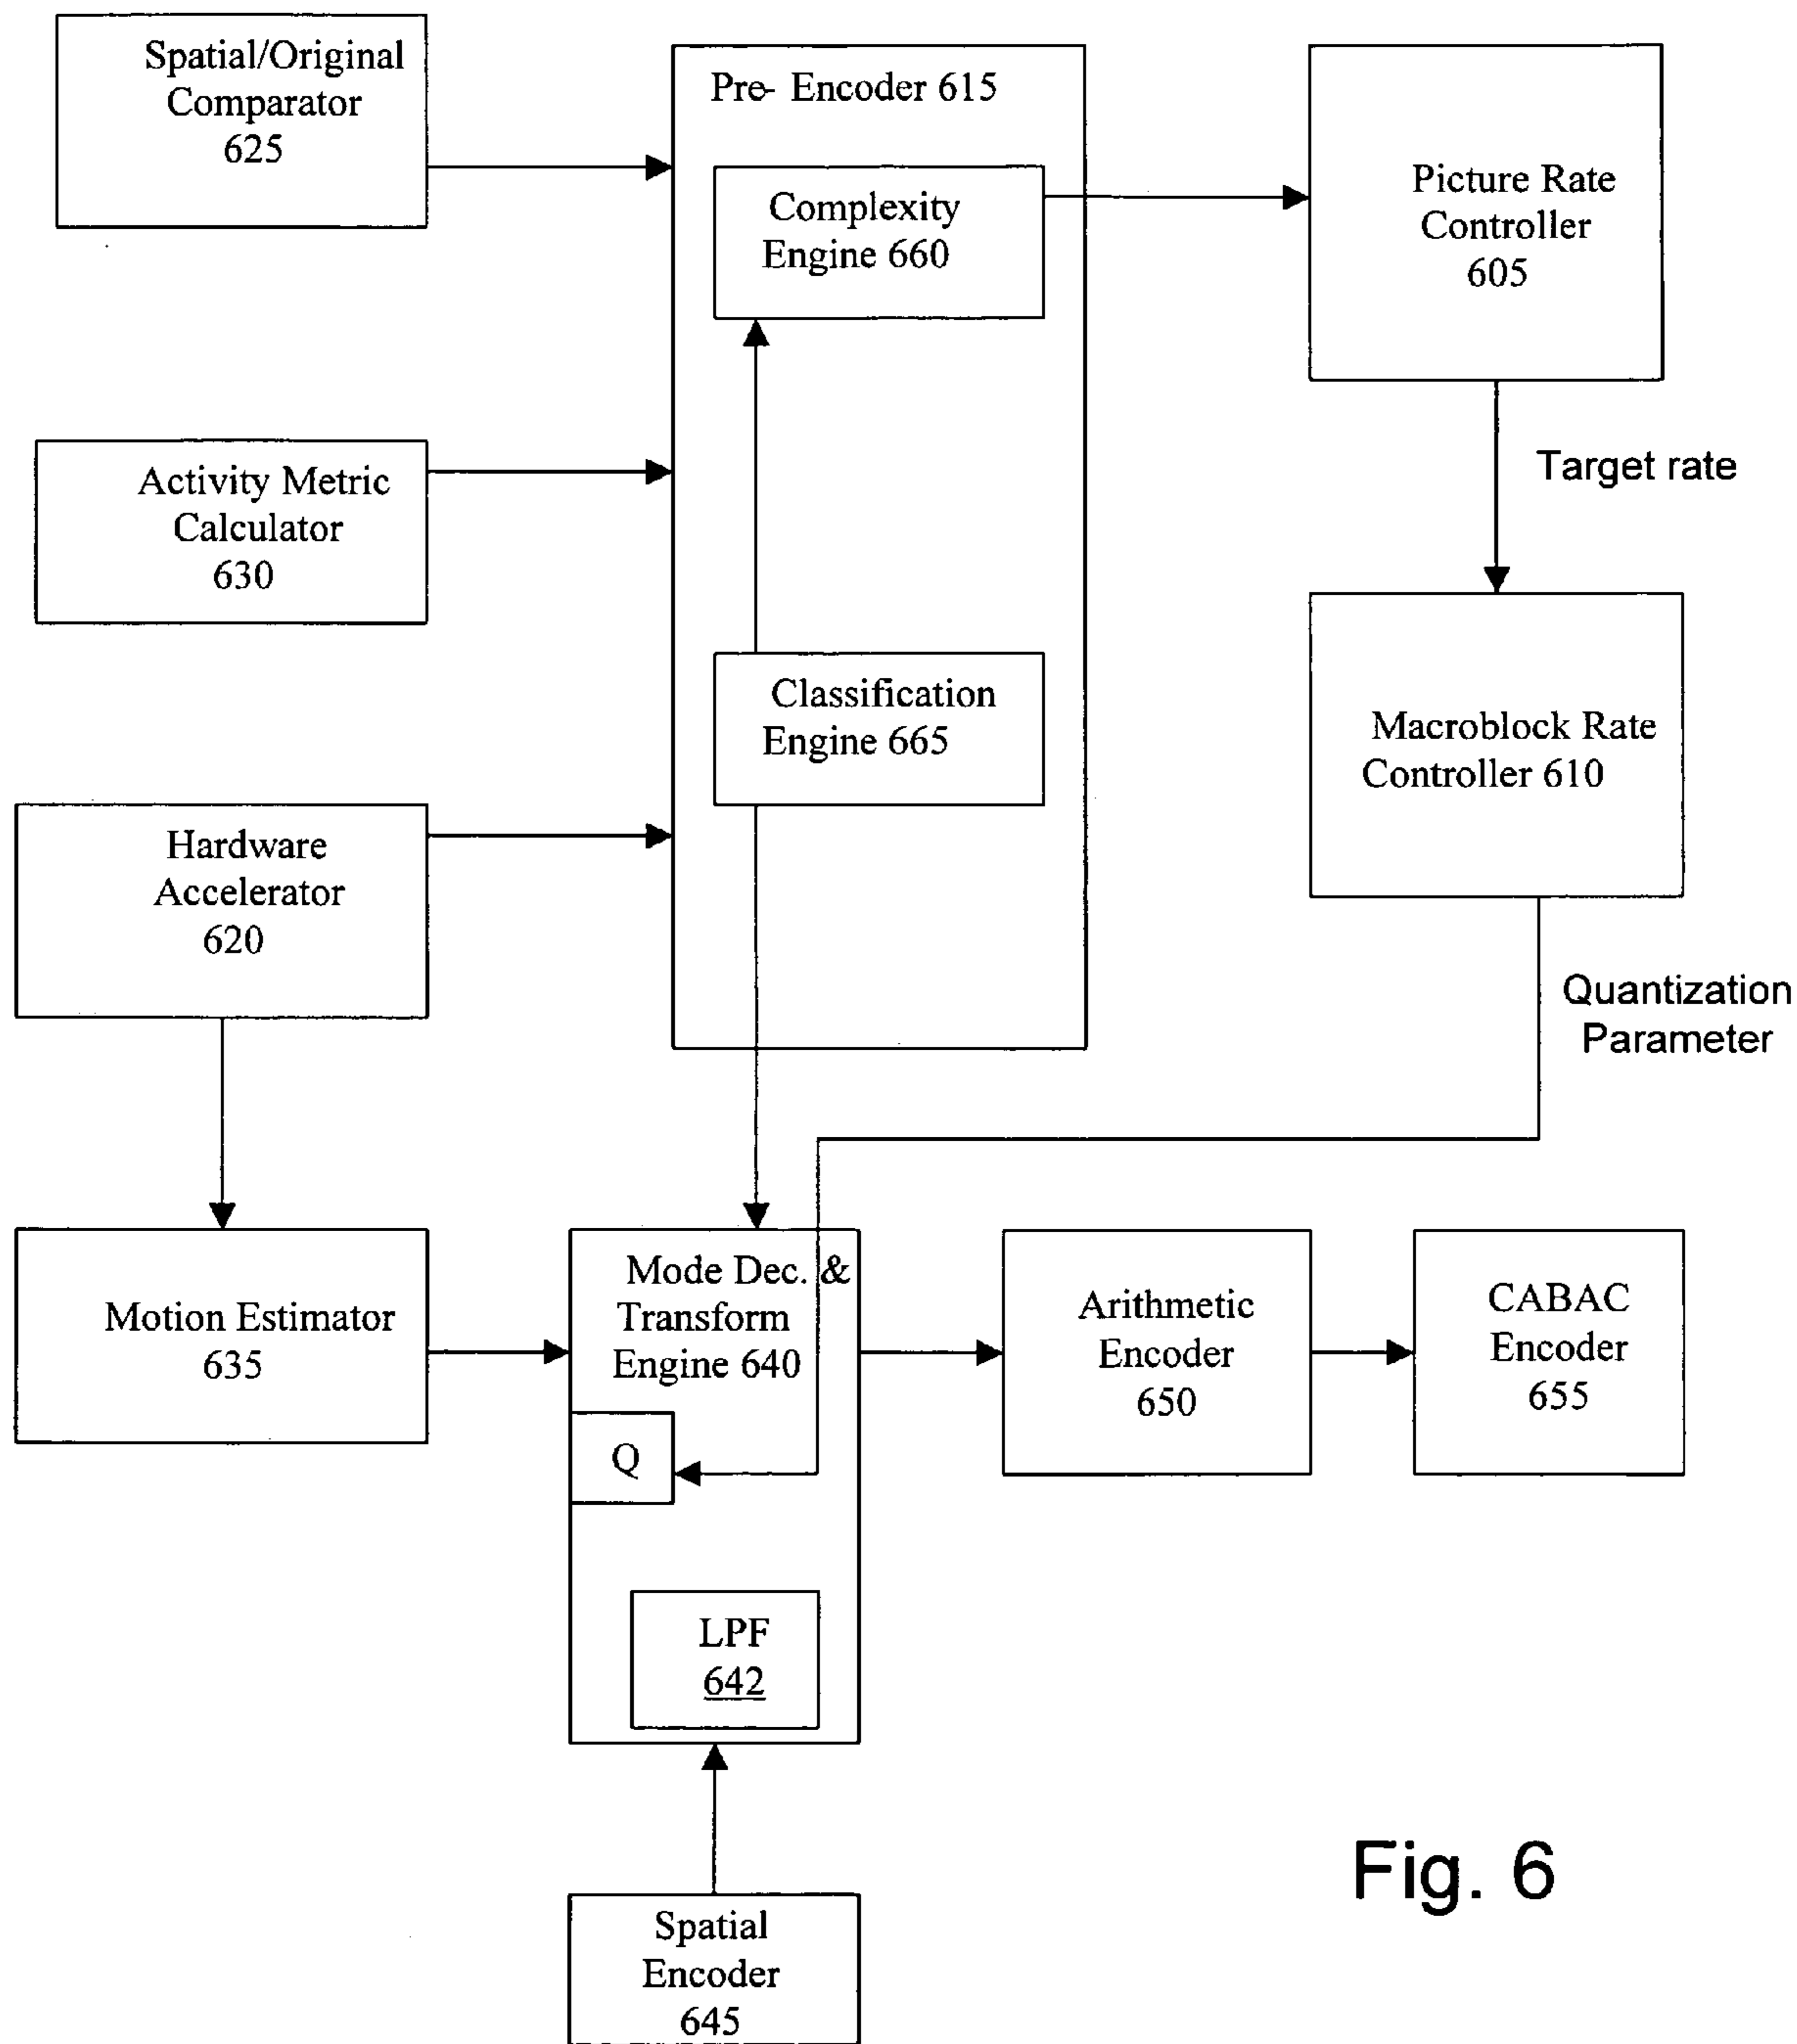 Spatial/Original
Comparator
625
Pre- Encoder 615
Complexity
Engine 660
Picture Rate
Controller
605
Target rate
Activity Metric
Calculator
630
Classification
Engine 665
Macroblock Rate
Controller 610
Hardware
Accelerator
620
Quantization
Parameter
Motion Estimator
635
Mode Dec. &
Transform
Engine 640
Q
LPF
642
Arithmetic
Encoder
650
CABAC
Encoder
655
Spatial
Encoder
645
Fig. 6